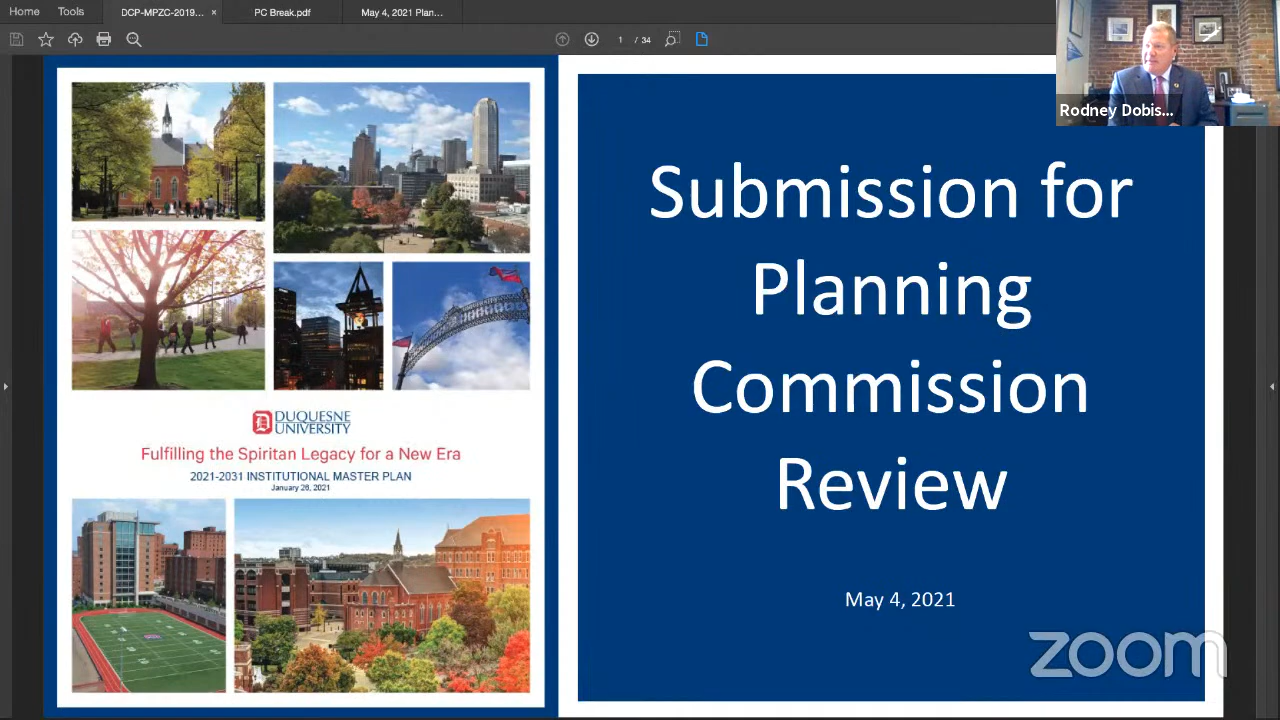 Home
Tools
DCP-MPZC-2019...
×
PC Break.pdf
May 4, 2021 Plan...
1 / 34
Rodney Dobis...
DUQUESNE
UNIVERSITY
Fulfilling the Spiritan Legacy for a New Era
2021-2031 INSTITUTIONAL MASTER PLAN
January 26, 2021
Submission for
Planning
Commission
Review
May 4, 2021
zoom